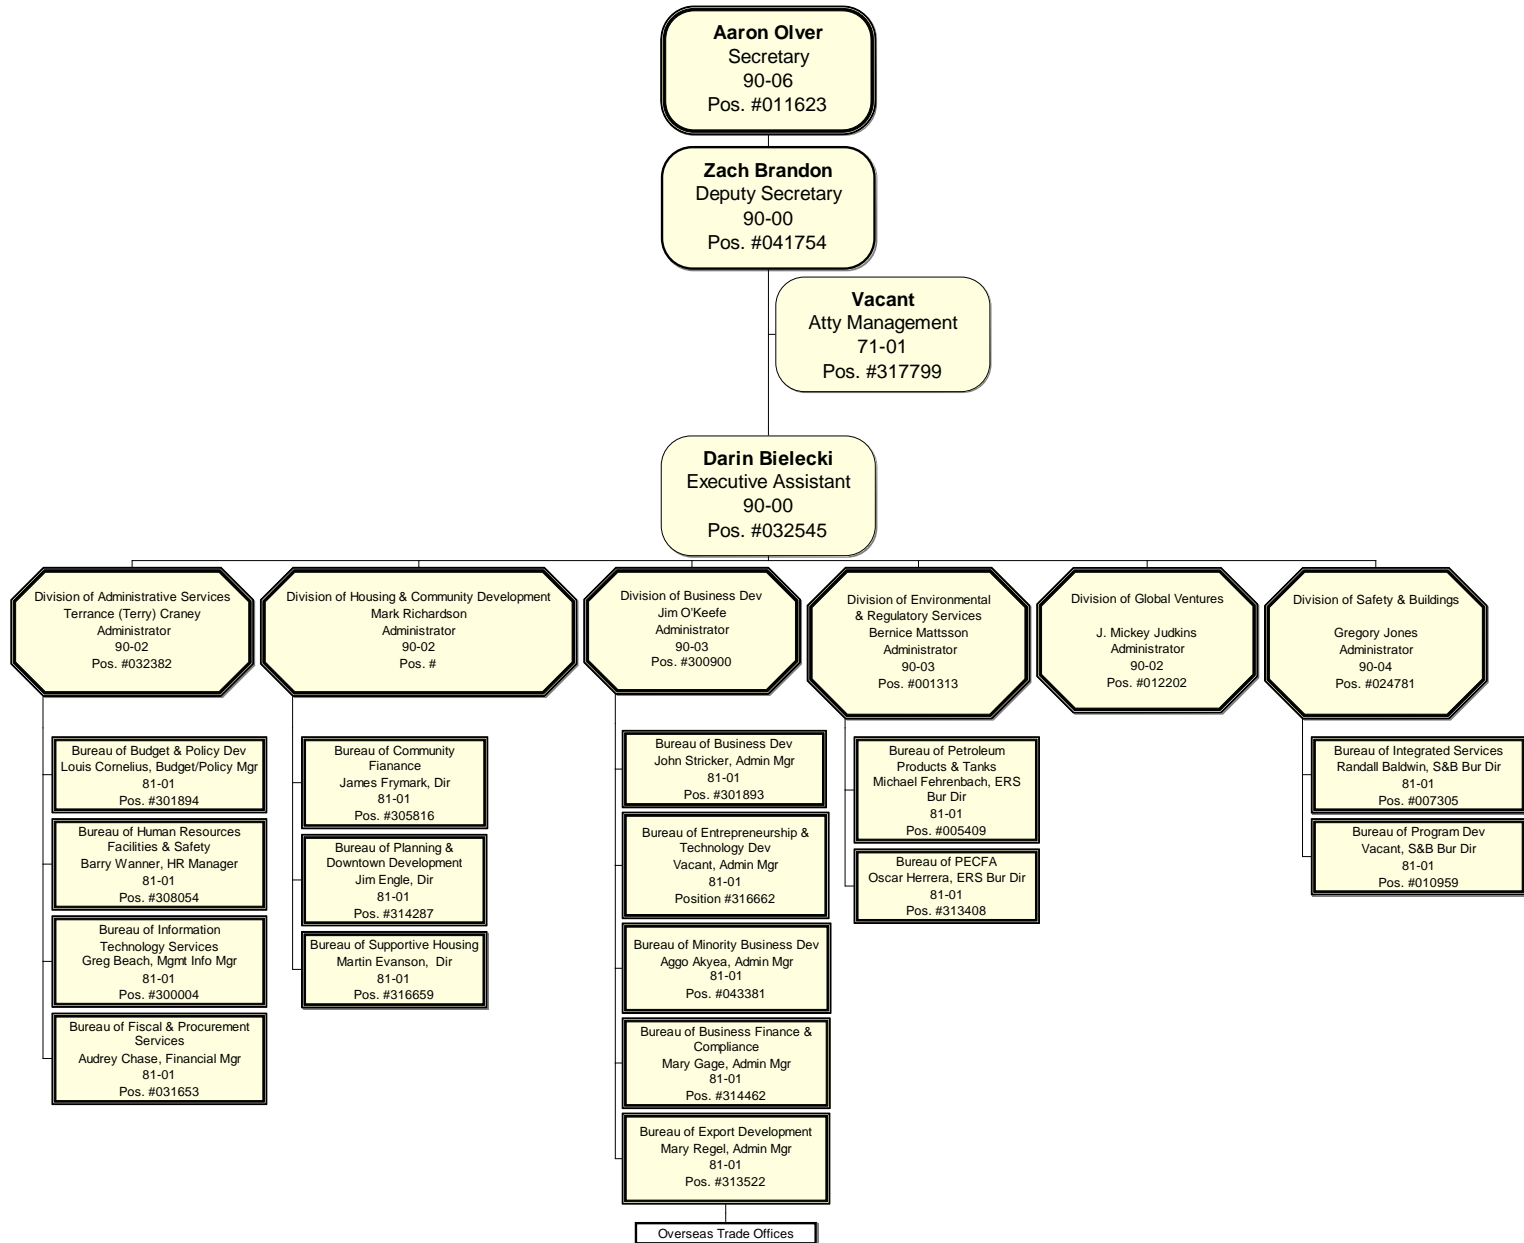 Aaron Olver
Secretary
90-06
Pos. #011623
Zach Brandon
Deputy Secretary
90-00
Pos. #041754
Vacant
Atty Management
71-01
Pos. #317799
Darin Bielecki
Executive Assistant
90-00
Pos. #032545
Division of Administrative Services
Terrance (Terry) Craney
Administrator
90-02
Pos. #032382
Division of Housing & Community Development
Mark Richardson
Administrator
90-02
Pos. #
Division of Business Dev
Jim O'Keefe
Administrator
90-03
Pos. #300900
Division of Environmental
& Regulatory Services
Bernice Mattsson
Administrator
90-03
Pos. #001313
Division of Global Ventures
J. Mickey Judkins
Administrator
90-02
Pos. #012202
Division of Safety & Buildings
Gregory Jones
Administrator
90-04
Pos. #024781
Bureau of Budget & Policy Dev
Louis Cornelius, Budget/Policy Mgr
81-01
Pos. #301894
Bureau of Human Resources
Facilities & Safety
Barry Wanner, HR Manager
81-01
Pos. #308054
Bureau of Information
Technology Services
Greg Beach, Mgmt Info Mgr
81-01
Pos. #300004
Bureau of Fiscal & Procurement
Services
Audrey Chase, Financial Mgr
81-01
Pos. #031653
Bureau of Community
Fianance
James Frymark, Dir
81-01
Pos. #305816
Bureau of Planning &
Downtown Development
Jim Engle, Dir
81-01
Pos. #314287
Bureau of Supportive Housing
Martin Evanson, Dir
81-01
Pos. #316659
Bureau of Business Dev
John Stricker, Admin Mgr
81-01
Pos. #301893
Bureau of Entrepreneurship &
Technology Dev
Vacant, Admin Mgr
81-01
Position #316662
Bureau of Minority Business Dev
Aggo Akyea, Admin Mgr
81-01
Pos. #043381
Bureau of Business Finance &
Compliance
Mary Gage, Admin Mgr
81-01
Pos. #314462
Bureau of Export Development
Mary Regel, Admin Mgr
81-01
Pos. #313522
Overseas Trade Offices
Bureau of Petroleum
Products & Tanks
Michael Fehrenbach, ERS
Bur Dir
81-01
Pos. #005409
Bureau of PECFA
Oscar Herrera, ERS Bur Dir
81-01
Pos. #313408
Bureau of Integrated Services
Randall Baldwin, S&B Bur Dir
81-01
Pos. #007305
Bureau of Program Dev
Vacant, S&B Bur Dir
81-01
Pos. #010959